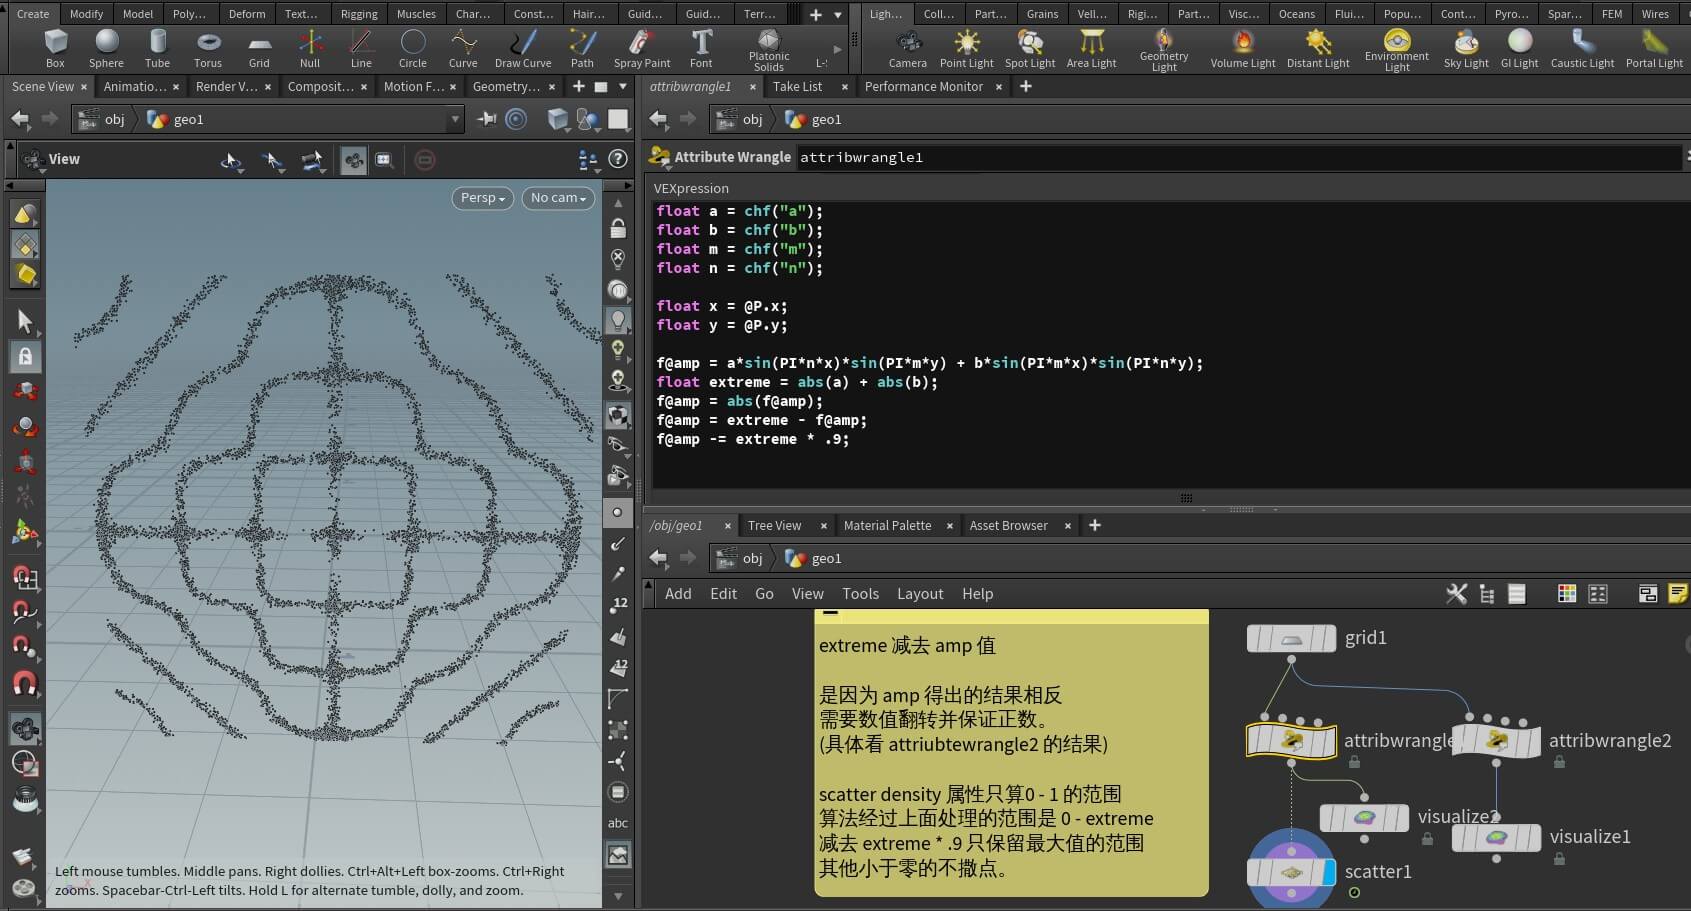 Create Modify Model Poly... Deform Text... Rigging Muscles Char... Const... Hair... Guid... Guid... Terr...
Ligh... Coll... Part... Grains Vell... Rigi... Part... Visc... Oceans Flui... Popu... Cont... Pyro... Spar... FEM Wires
Box Sphere Tube Torus Grid Null Line Circle Curve Draw Curve Path Spray Paint Font Platonic Solids
Camera Point Light Spot Light Area Light Geometry Light Volume Light Distant Light Environment Light Sky Light GI Light Caustic Light Portal Light
Scene View Animatio... Render V... Composit... Motion F... Geometry...
obj geo1
View
Persp
No cam
12
12
abc
Left mouse tumbles. Middle pans. Right dollies. Ctrl+Alt+Left box-zooms. Ctrl+Right
zooms. Spacebar-Ctrl-Left tilts. Hold L for alternate tumble, dolly, and zoom.
attribwrangle1 Take List Performance Monitor
obj geo1
Attribute Wrangle attribwrangle1
VEXpression
float a = chf("a");
float b = chf("b");
float m = chf("m");
float n = chf("n");
float x = @P.x;
float y = @P.y;
f@amp = a*sin(PI*n*x)*sin(PI*m*y) + b*sin(PI*m*x)*sin(PI*n*y);
float extreme = abs(a) + abs(b);
f@amp = abs(f@amp);
f@amp = extreme - f@amp;
f@amp -= extreme * .9;
/obj/geo1 Tree View Material Palette Asset Browser
obj geo1
Add Edit Go View Tools Layout Help
extreme 减去 amp 值
是因为 amp 得出的结果相反
需要数值翻转并保证正数。
(具体看 attriubtewrangle2 的结果)
scatter density 属性只算0 - 1 的范围
算法经过上面处理的范围是 0 - extreme
减去 extreme * .9 只保留最大值的范围
其他小于零的不撒点。
grid1
attribwrangle
attribwrangle2
visualize2
visualize1
scatter1